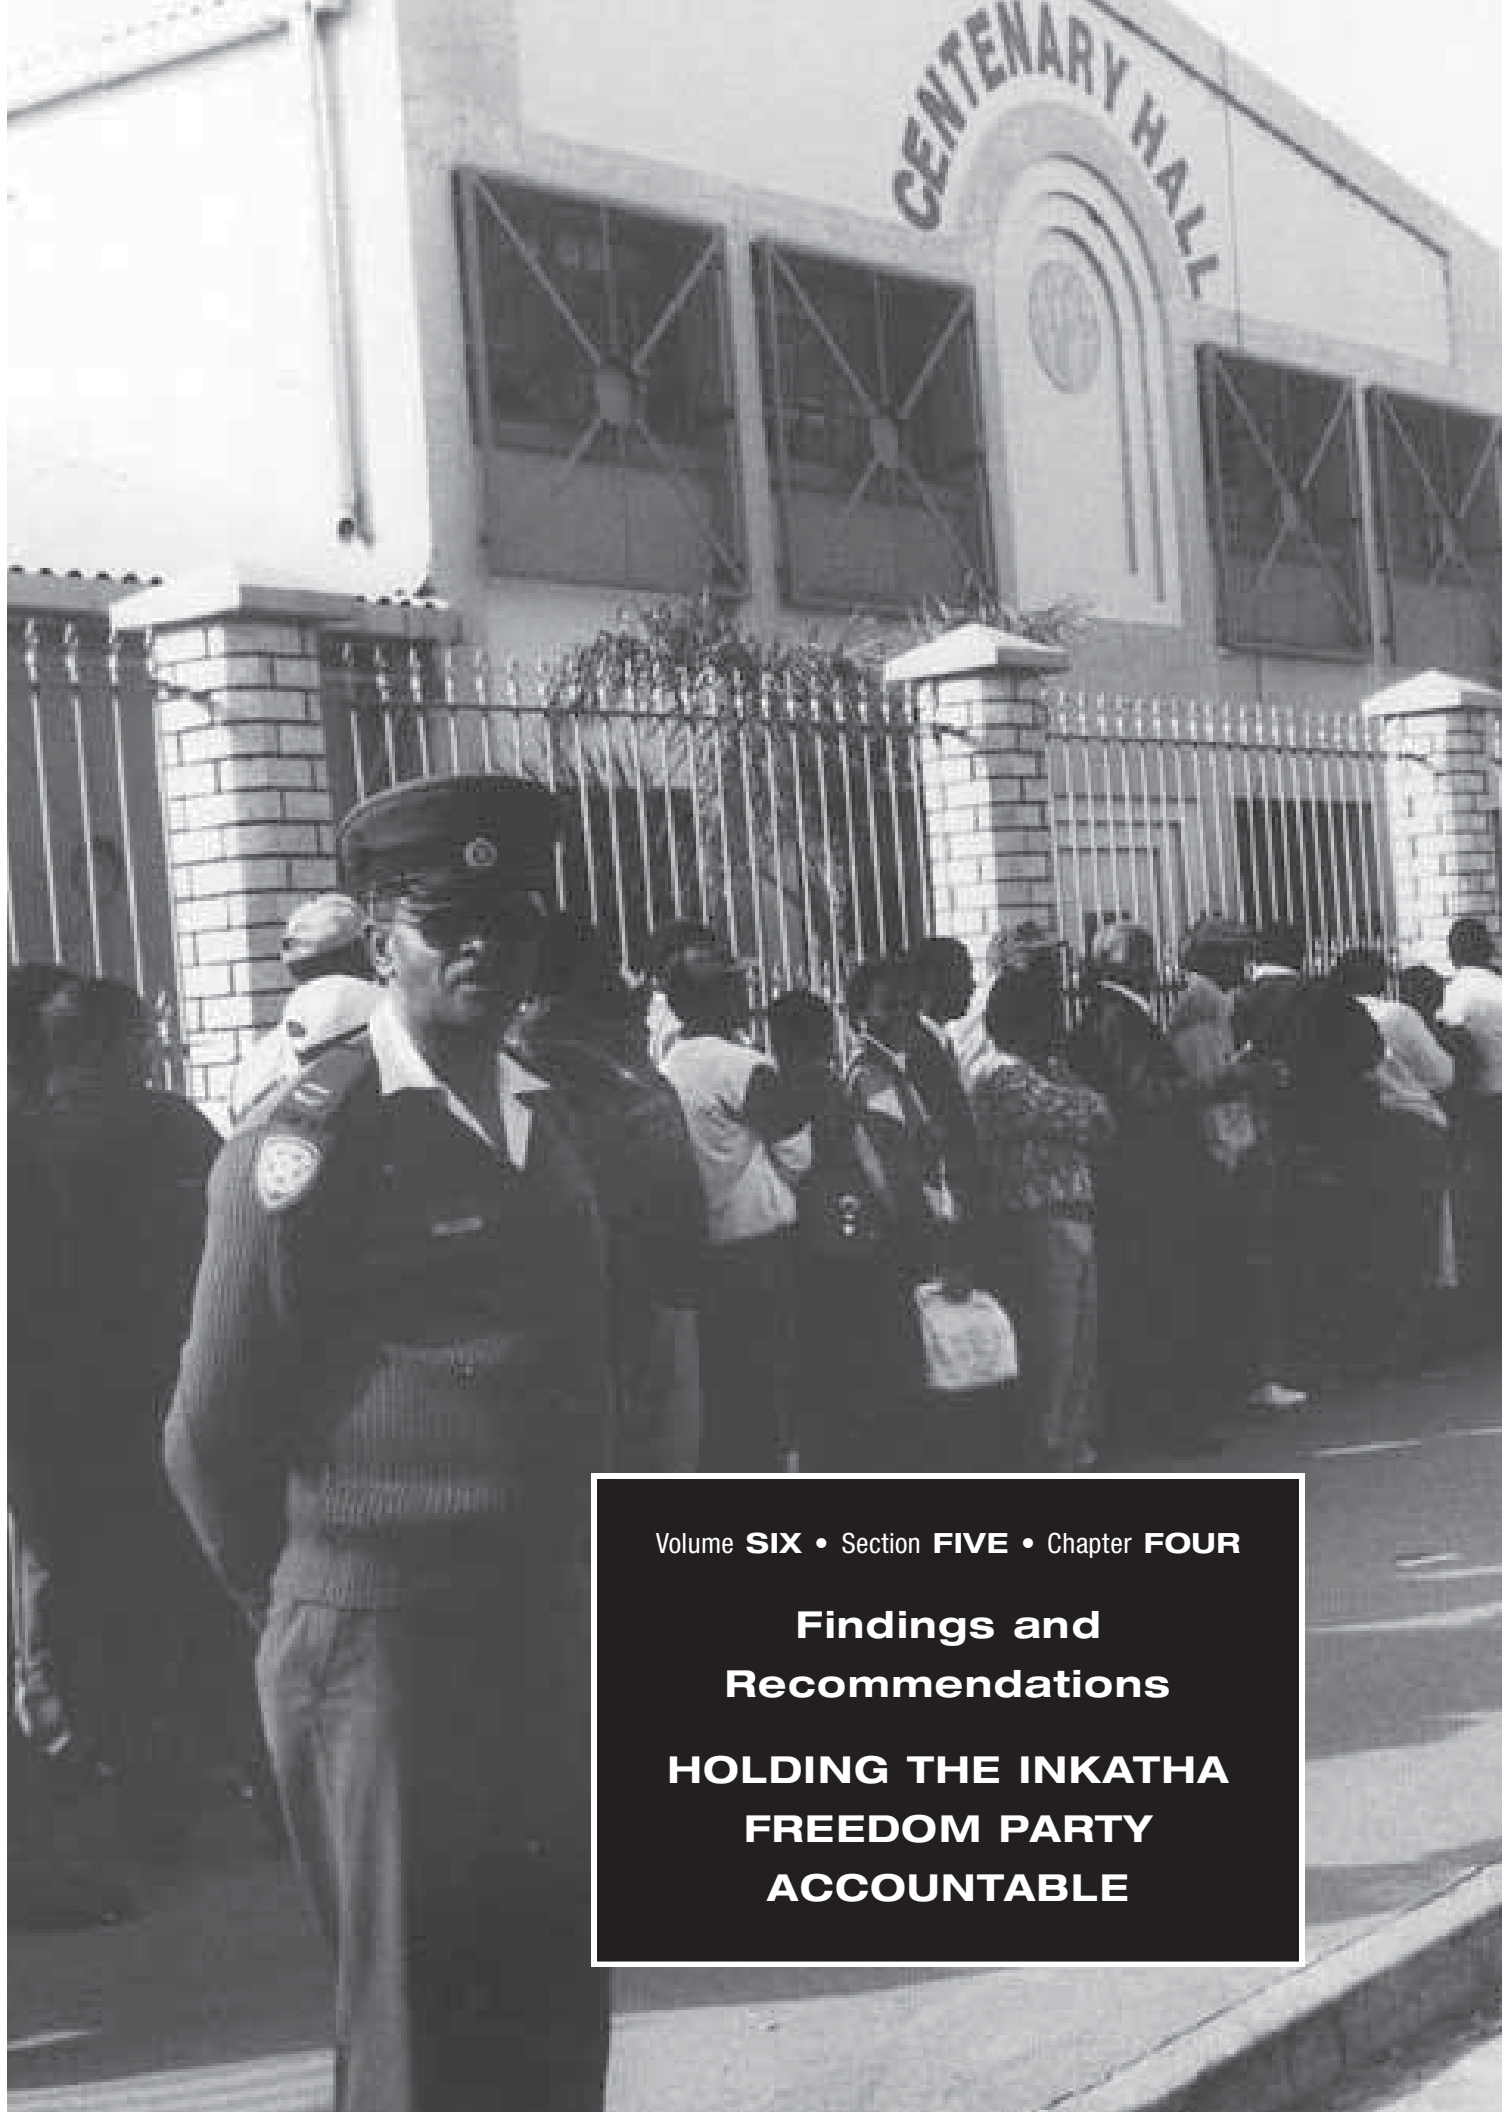 CENTENARY HALL
Volume SIX • Section FIVE • Chapter FOUR
Findings and
Recommendations
HOLDING THE INKATHA
FREEDOM PARTY
ACCOUNTABLE